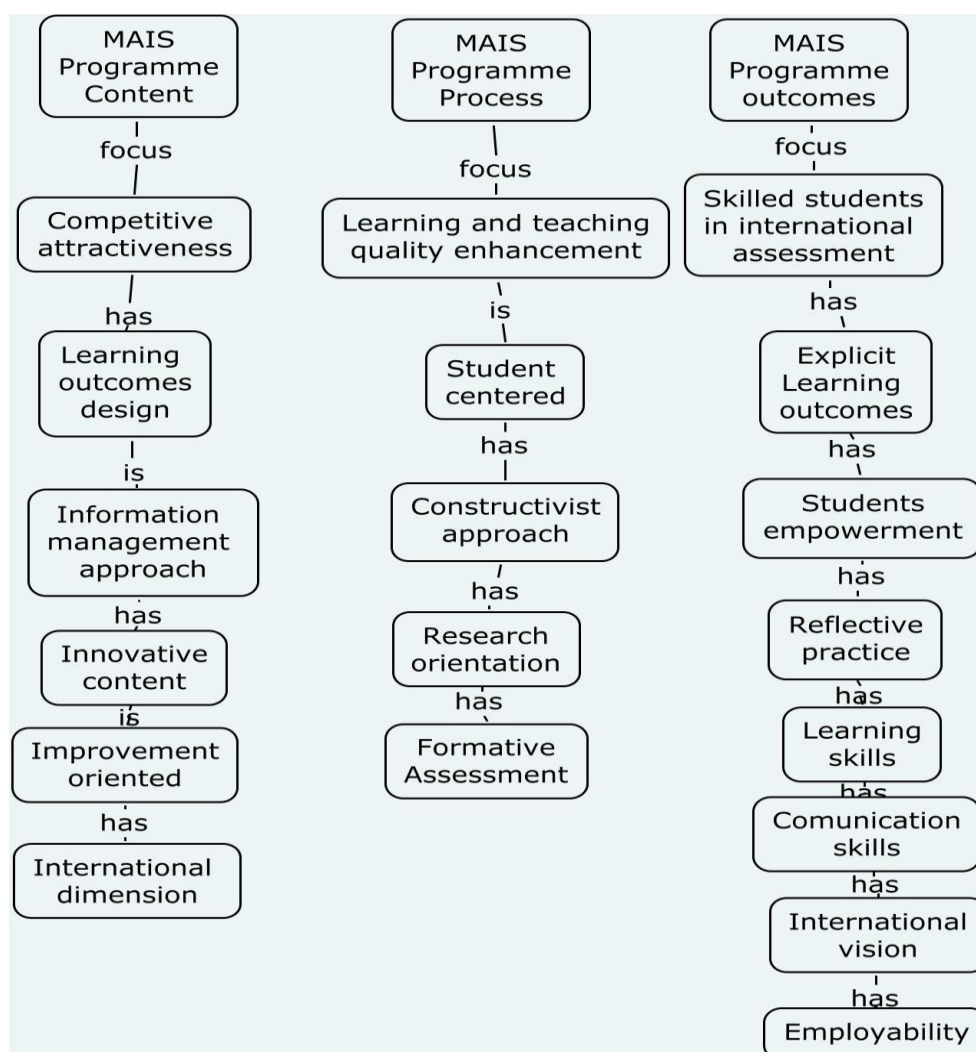 MAIS
Programme
Content
focus
Competitive
attractiveness
has
Learning
outcomes
design
is
Information
management
approach
has
Innovative
content
is
Improvement
oriented
has
International
dimension
MAIS
Programme
Process
focus
Learning and teaching
quality enhancement
is
Student
centered
has
Constructivist
approach
has
Research
orientation
has
Formative
Assessment
MAIS
Programme
outcomes
focus
Skilled students
in international
assessment
has
Explicit
Learning
outcomes
has
Students
empowerment
has
Reflective
practice
has
Learning
skills
has
Comunication
skills
has
International
vision
has
Employability